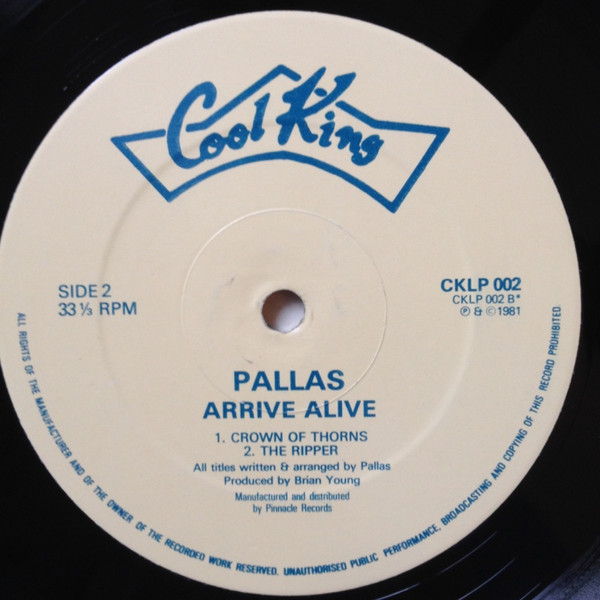 Cool King
SIDE 2
33 ⅓ RPM
CKLP 002
CKLP 002 B*
℗ & © 1981
PALLAS
ARRIVE ALIVE
1. CROWN OF THORNS
2. THE RIPPER
All titles written & arranged by Pallas
Produced by Brian Young
Manufactured and distributed
by Pinnacle Records
ALL RIGHTS OF THE MANUFACTURER AND OF THE OWNER OF THE RECORDED WORK RESERVED. UNAUTHORISED PUBLIC PERFORMANCE, BROADCASTING AND COPYING OF THIS RECORD PROHIBITED.